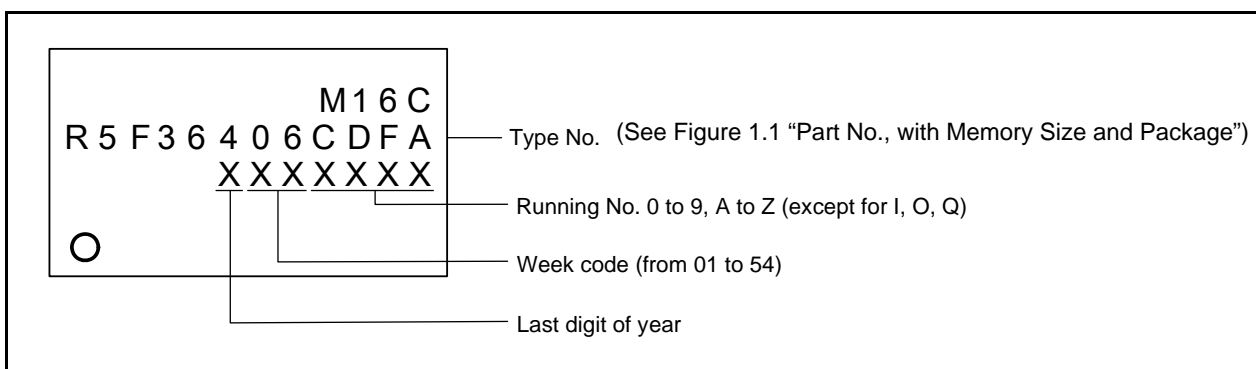 M16C
R5F36406CDFA
Type No. (See Figure 1.1 “Part No., with Memory Size and Package”)
XXXXXXX
Running No. 0 to 9, A to Z (except for I, O, Q)
Week code (from 01 to 54)
Last digit of year